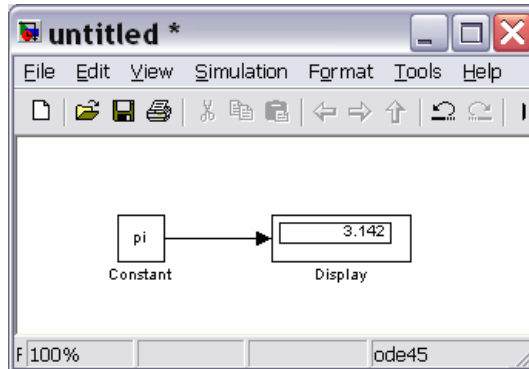 untitled *
File Edit View Simulation Format Tools Help
pi
3.142
Constant
Display
F 100% ode45